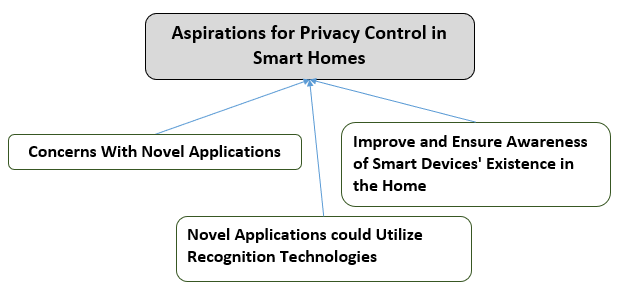 Aspirations for Privacy Control in
Smart Homes
Concerns With Novel Applications
Improve and Ensure Awareness
of Smart Devices' Existence in
the Home
Novel Applications could Utilize
Recognition Technologies